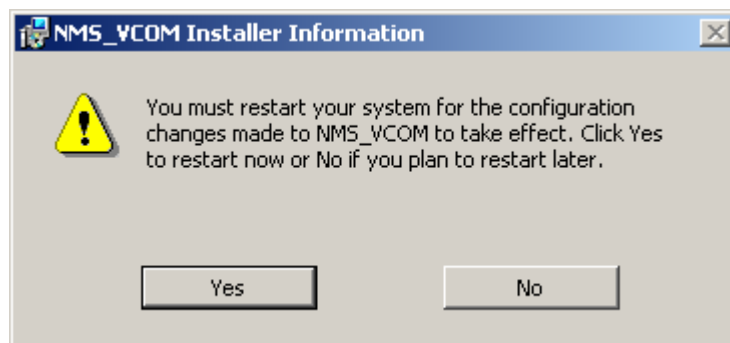 NMS_VCOM Installer Information
You must restart your system for the configuration
changes made to NMS_VCOM to take effect. Click Yes
to restart now or No if you plan to restart later.
Yes
No